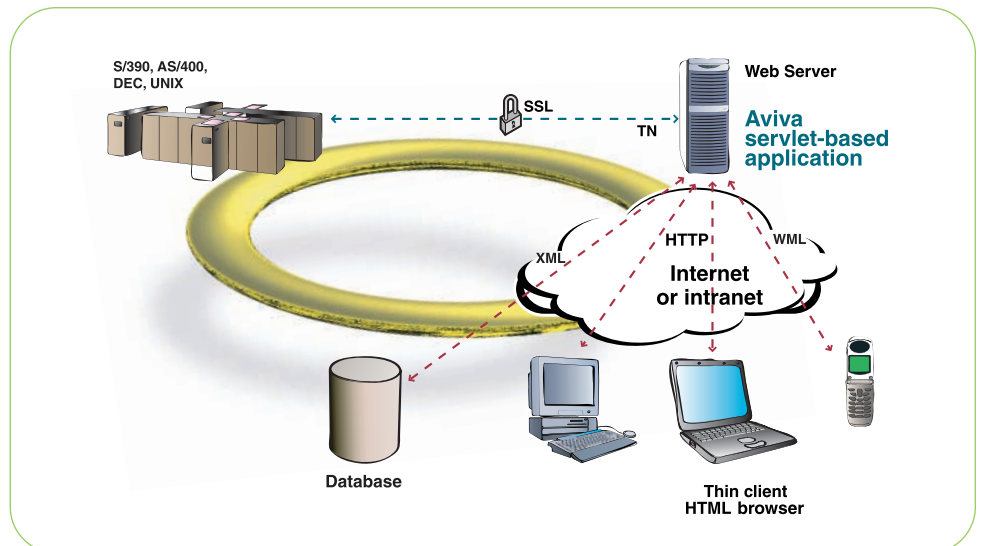 S/390, AS/400,
DEC, UNIX
SSL
TN
Web Server
Aviva
servlet-based
application
XML
HTTP
WML
Internet
or intranet
Database
Thin client
HTML browser